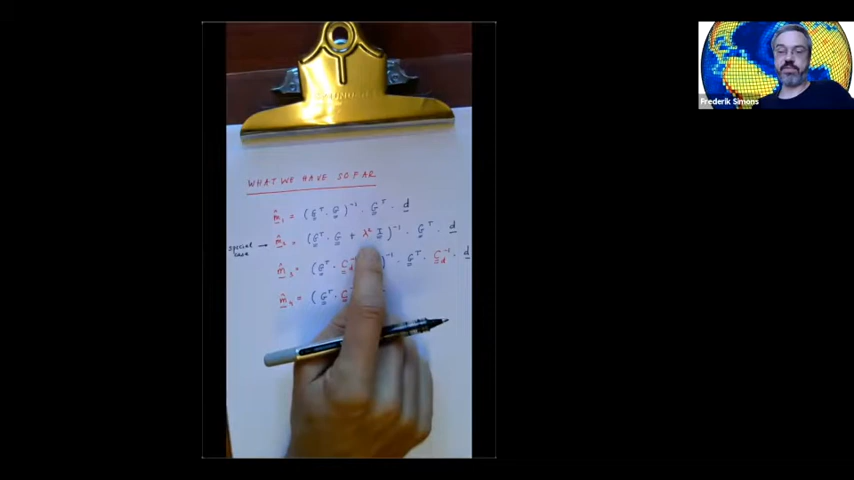 Frederik Simons
WHAT WE HAVE SO FAR
m̂₁ = (Gᵀ · G)⁻¹ · Gᵀ · d
special case → m̂₂ = (Gᵀ · G + λ² I)⁻¹ · Gᵀ · d
m̂₃ = (Gᵀ · C_d )⁻¹ · Gᵀ · C_d⁻¹ · d
m̂₄ = (Gᵀ · C